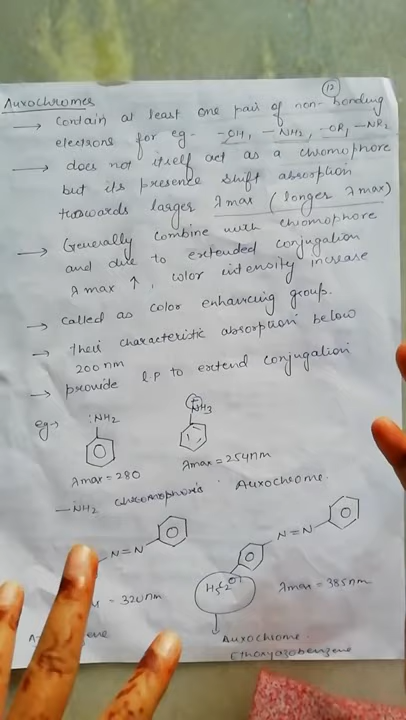 (12)
Auxochromes
→ Contain at least one pair of non-bonding
electrons for eg- -OH, -NH2, -OR, -NR2
→ does not itself act as a chromophore
but its presence shift absorption
towards larger λmax (longer λmax)
→ Generally combine with chromophore
and due to extended conjugation
λmax ↑, color intensity increase
→ Called as color enhancing group.
→ their characteristic absorption below
200nm
→ provide l.p to extend conjugation
eg→ :NH2 NH3 +
λmax = 280 λmax = 254nm
-NH2 Auxochrome.
N=N N=N
- 320nm H5C2O λmax = 385nm
Auxochrome.
Ethoxyazobenzene